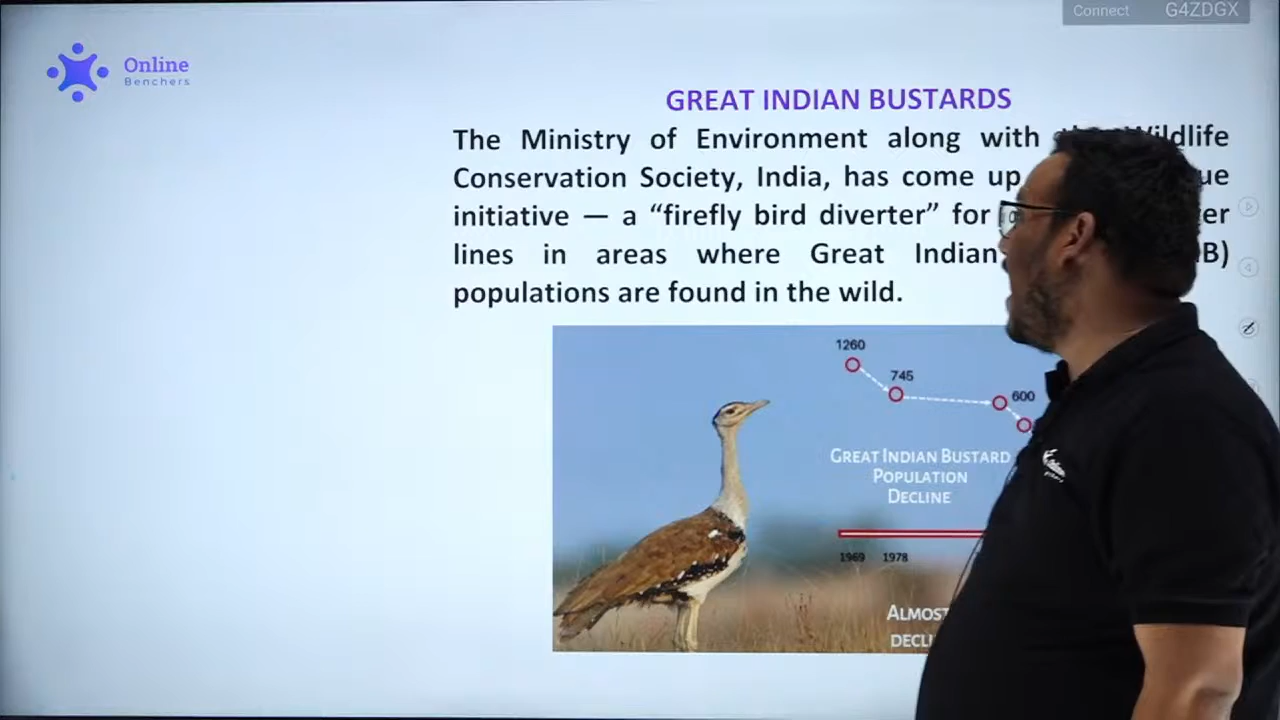 Connect G4ZDGX
Online
Benchers
GREAT INDIAN BUSTARDS
The Ministry of Environment along with Wildlife
Conservation Society, India, has come up
initiative — a “firefly bird diverter” for
lines in areas where Great Indian
populations are found in the wild.
1260
745
600
GREAT INDIAN BUSTARD
POPULATION
DECLINE
1969 1978
ALMOST